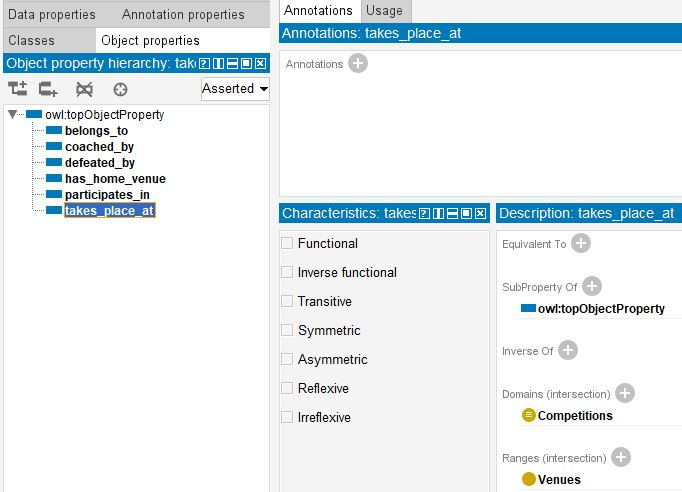 Data properties Annotation properties
Classes Object properties
Object property hierarchy: take
Asserted
owl:topObjectProperty
belongs_to
coached_by
defeated_by
has_home_venue
participates_in
takes_place_at
Annotations Usage
Annotations: takes_place_at
Annotations
Characteristics: takes
Functional
Inverse functional
Transitive
Symmetric
Asymmetric
Reflexive
Irreflexive
Description: takes_place_at
Equivalent To
SubProperty Of
owl:topObjectProperty
Inverse Of
Domains (intersection)
Competitions
Ranges (intersection)
Venues